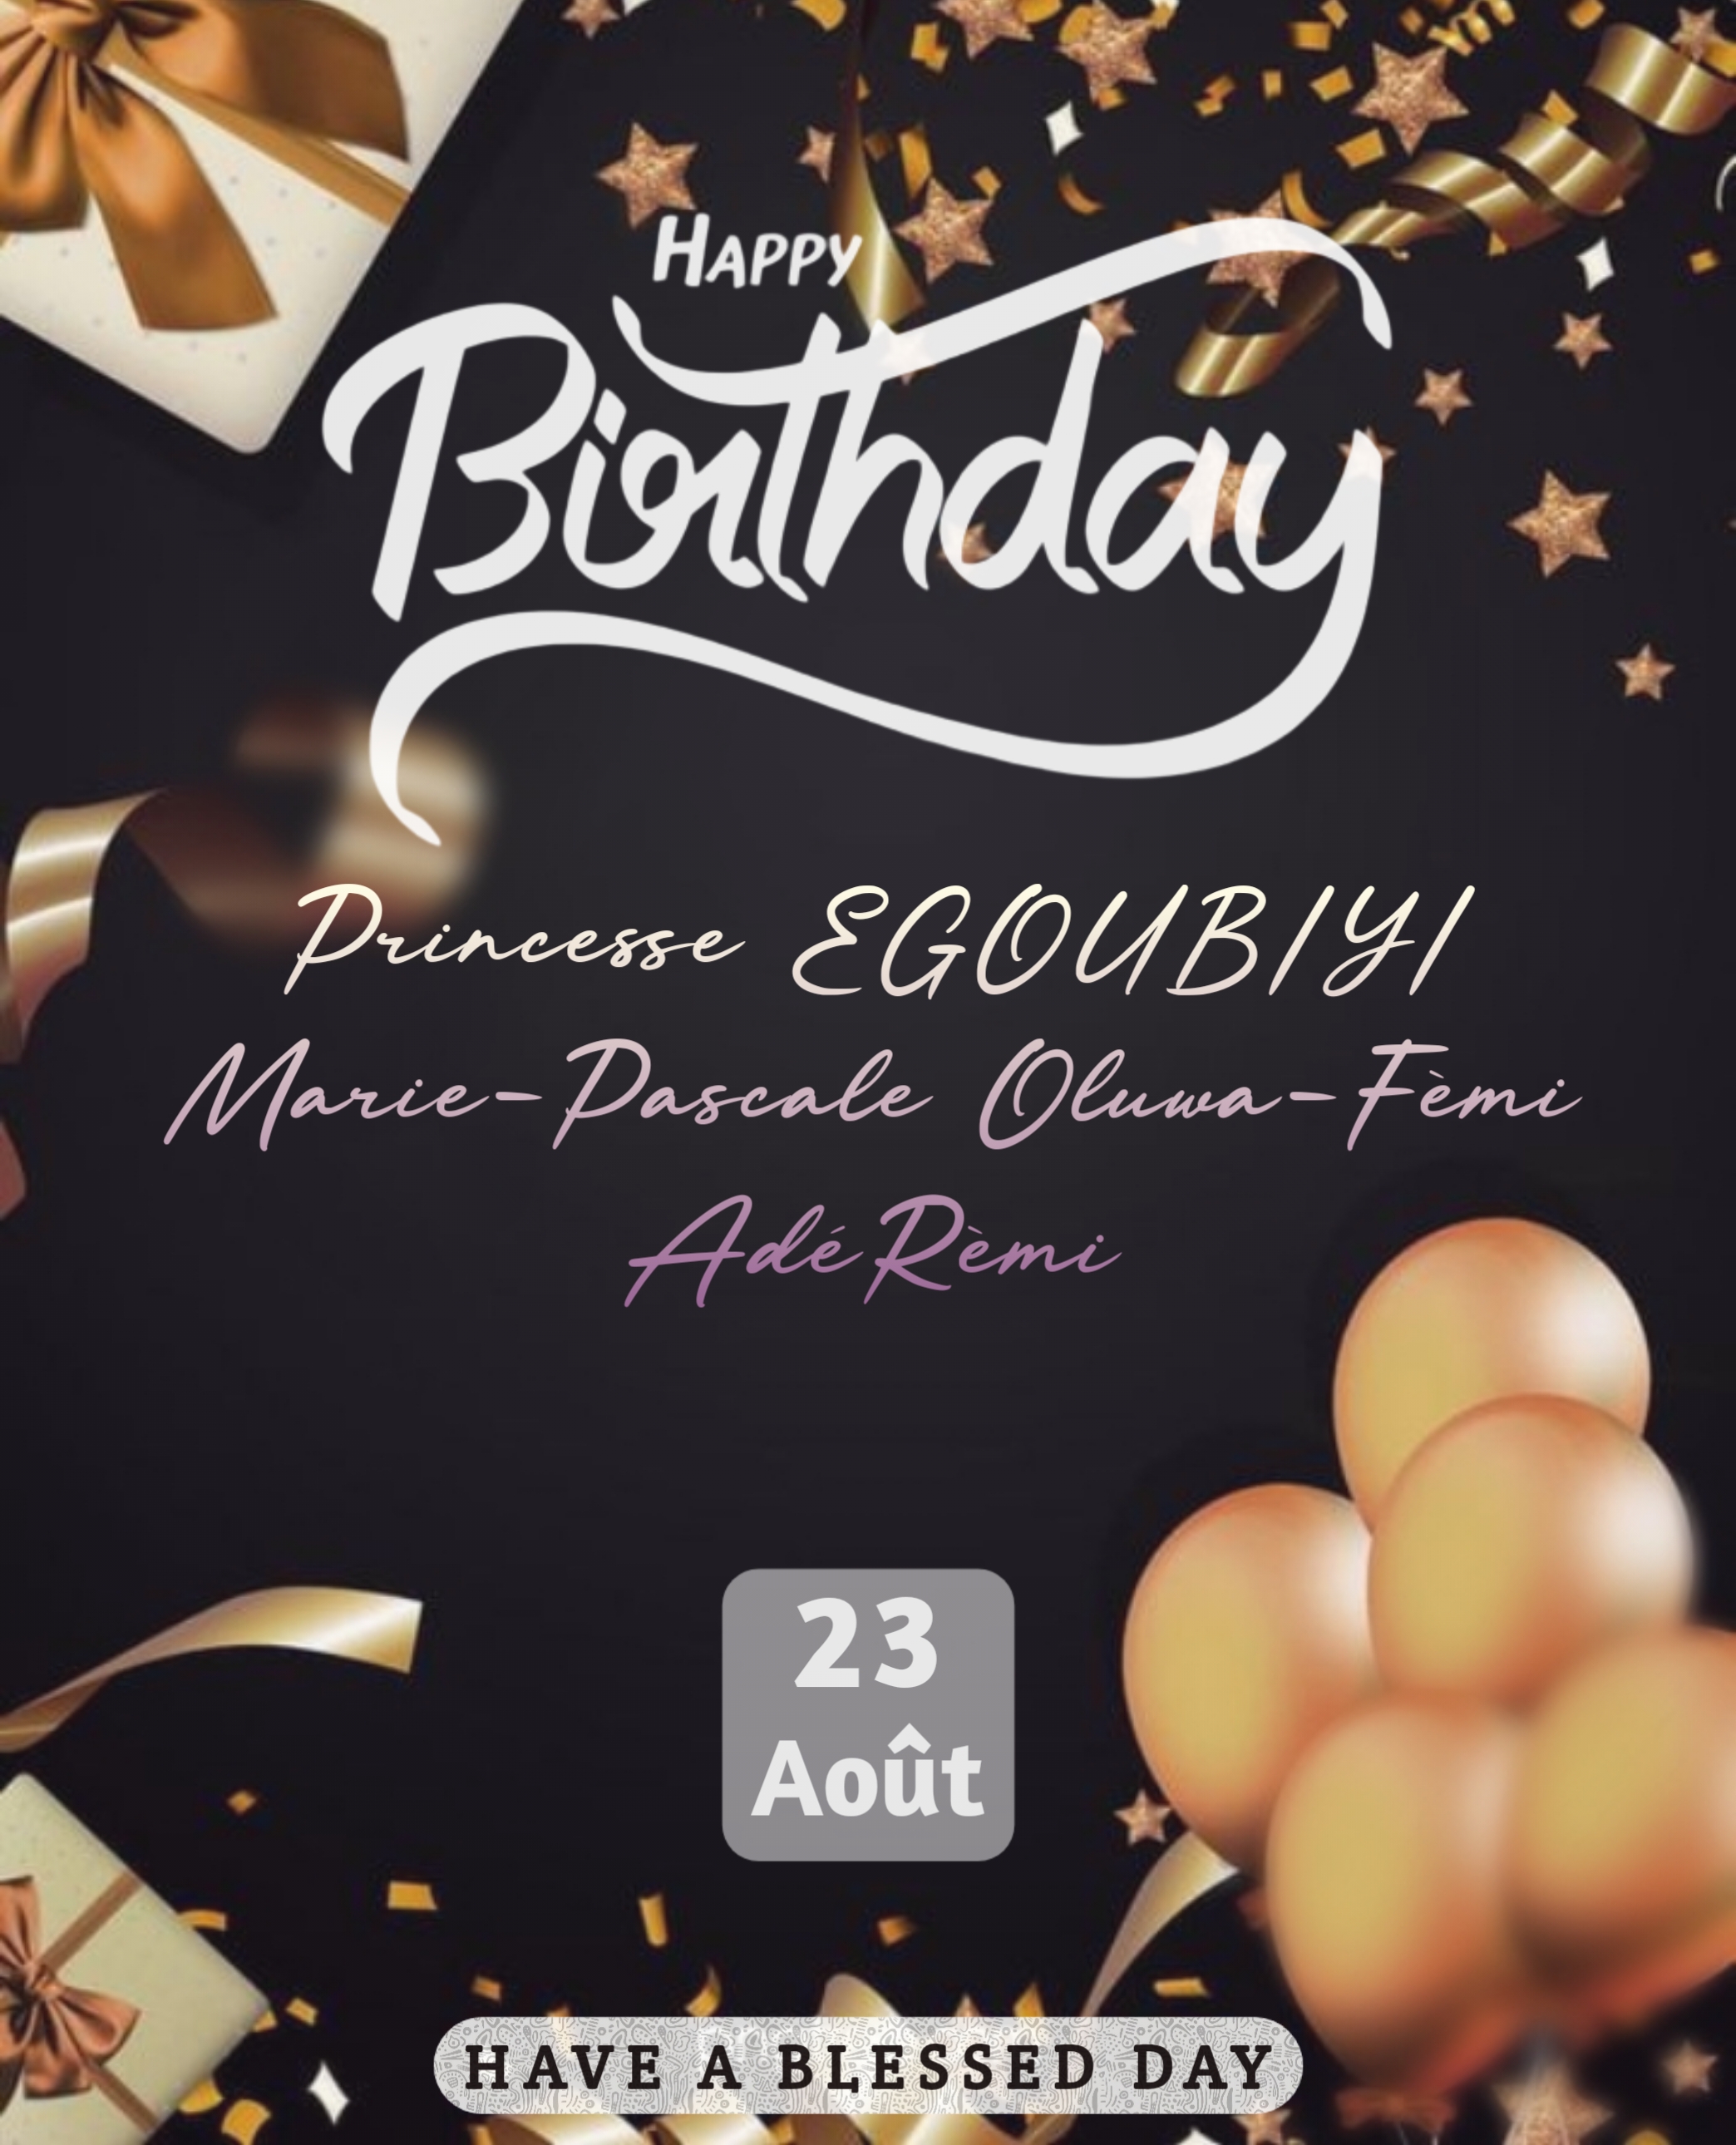 HAPPY
Birthday
Princesse EGOUBIYI
Marie-Pascale Oluwa-Fèmi
AdéRèmi
23
Août
HAVE A BLESSED DAY